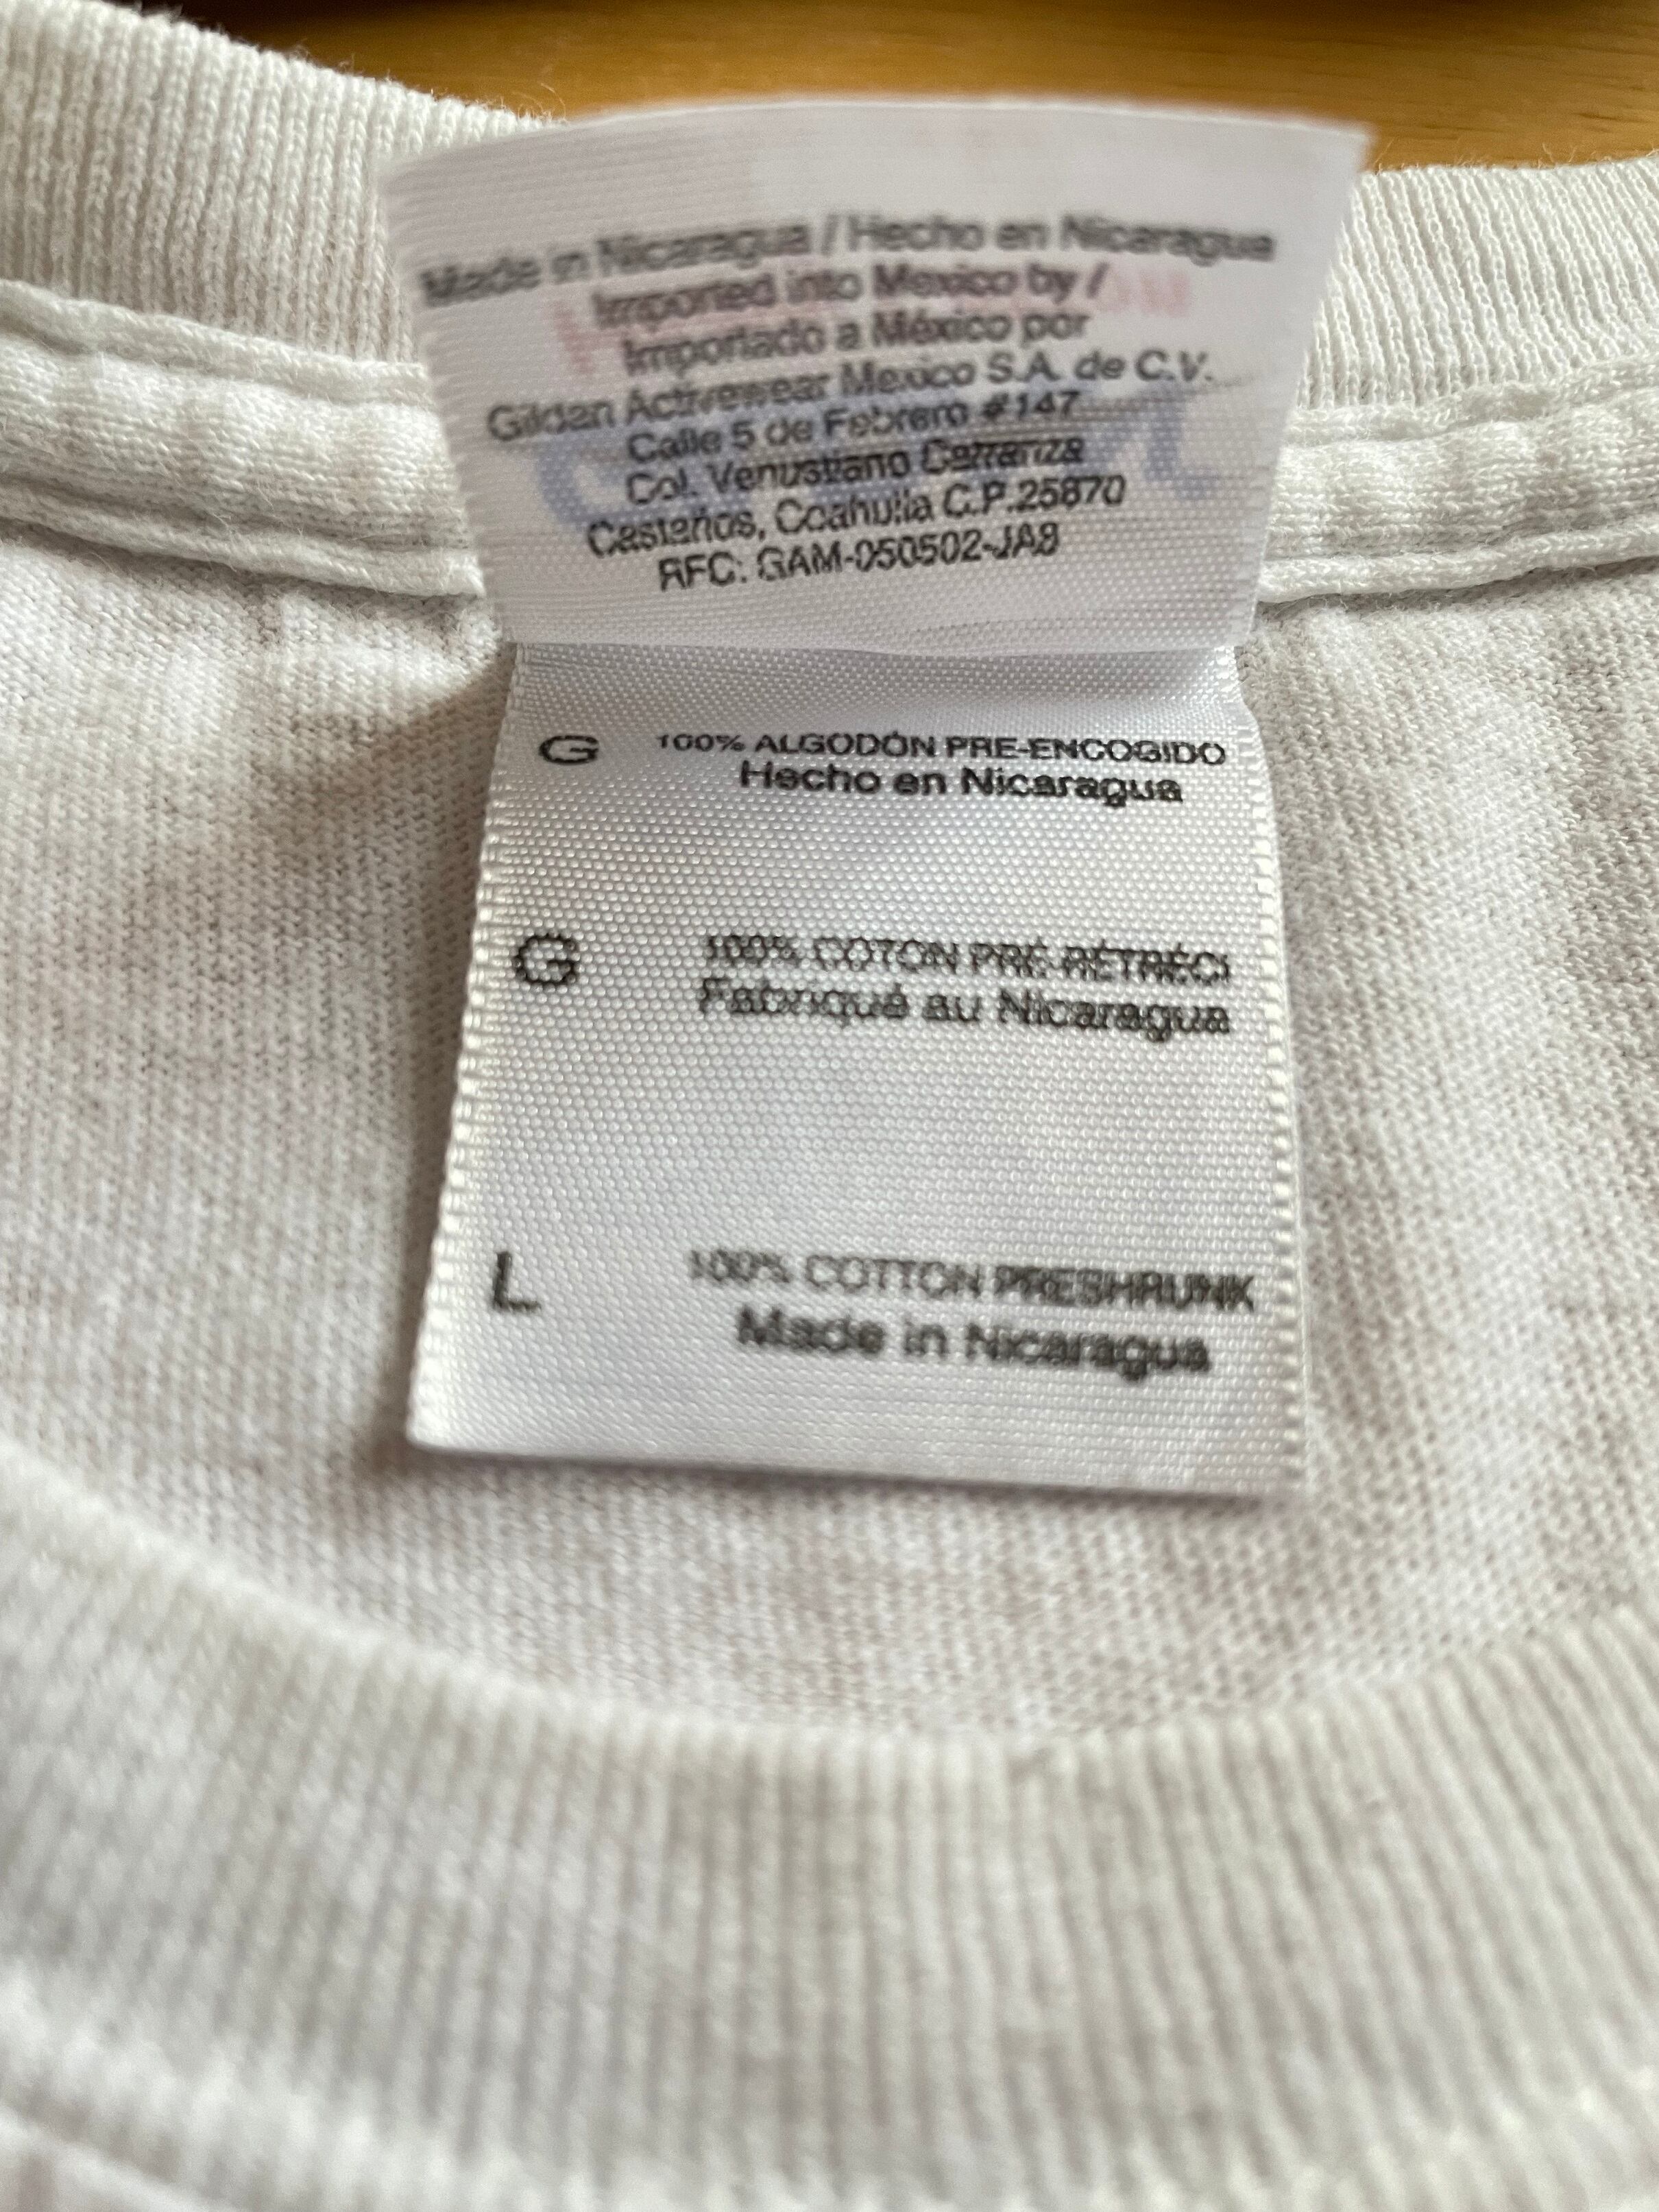 Made in Nicaragua / Hecho en Nicaragua
Imported into Mexico by /
Importado a México por
Gildan Activewear Mexico S.A. de C.V.
Calle 5 de Febrero #147
Col. Venustiano Carranza
Castaños, Coahuila C.P.25870
RFC: GAM-050502-JA8
G 100% ALGODÓN PRE-ENCOGIDO
Hecho en Nicaragua
G 100% COTON PRÉ-RÉTRÉCI
Fabriqué au Nicaragua
L 100% COTTON PRESHRUNK
Made in Nicaragua